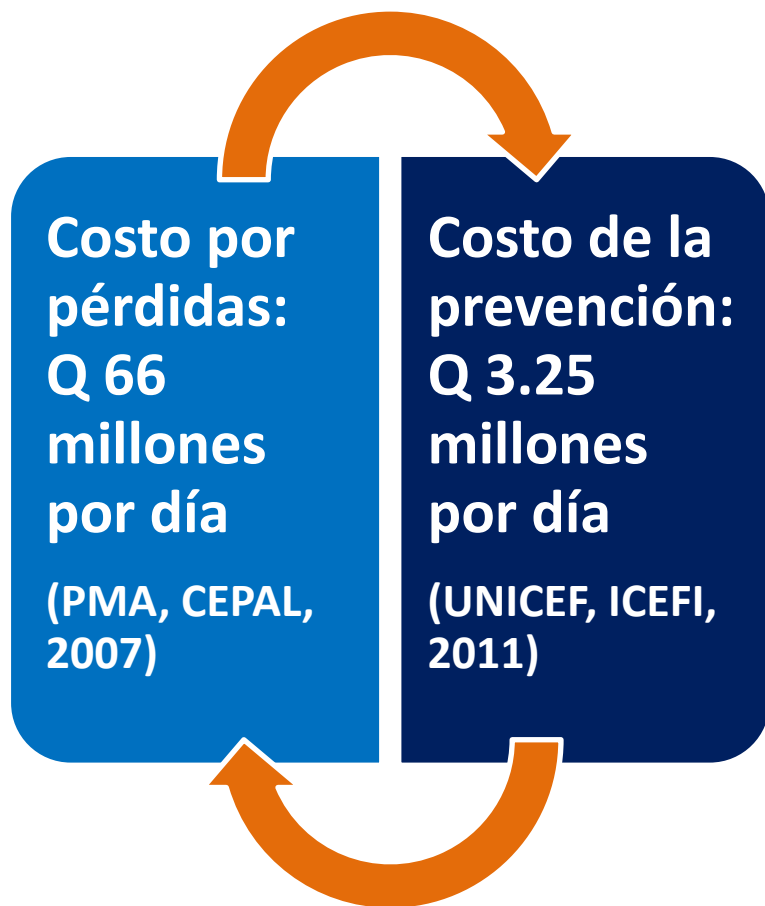 Costo por
pérdidas:
Q 66
millones
por día
(PMA, CEPAL,
2007)
Costo de la
prevención:
Q 3.25
millones
por día
(UNICEF, ICEFI,
2011)